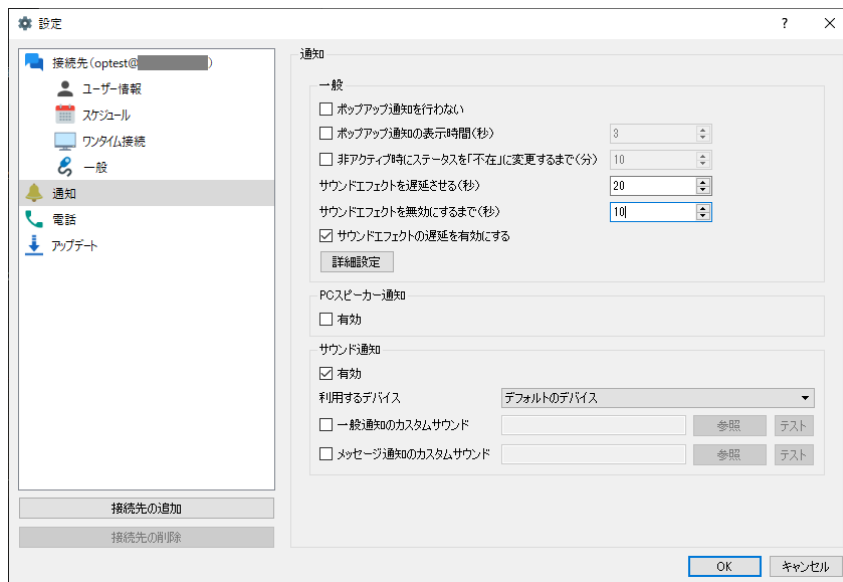 設定
?
接続先(optest@ )
ユーザー情報
スケジュール
ワンタイム接続
一般
通知
電話
アップデート
接続先の追加
接続先の削除
通知
一般
ポップアップ通知を行わない
ポップアップ通知の表示時間(秒) 3
非アクティブ時にステータスを「不在」に変更するまで(分) 10
サウンドエフェクトを遅延させる(秒) 20
サウンドエフェクトを無効にするまで(秒) 10
サウンドエフェクトの遅延を有効にする
詳細設定
PCスピーカー通知
有効
サウンド通知
有効
利用するデバイス デフォルトのデバイス
一般通知のカスタムサウンド 参照 テスト
メッセージ通知のカスタムサウンド 参照 テスト
OK キャンセル